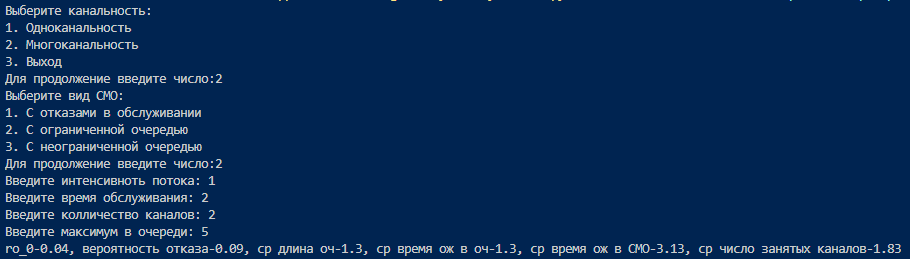 Выберите канальность:
1. Одноканальность
2. Многоканальность
3. Выход
Для продолжение введите число:2
Выберите вид СМО:
1. С отказами в обслуживании
2. С ограниченной очередью
3. С неограниченной очередью
Для продолжение введите число:2
Введите интенсивноть потока: 1
Введите время обслуживания: 2
Введите колличество каналов: 2
Введите максимум в очереди: 5
ro_0-0.04, вероятность отказа-0.09, ср длина оч-1.3, ср время ож в оч-1.3, ср время ож в СМО-3.13, ср число занятых каналов-1.83